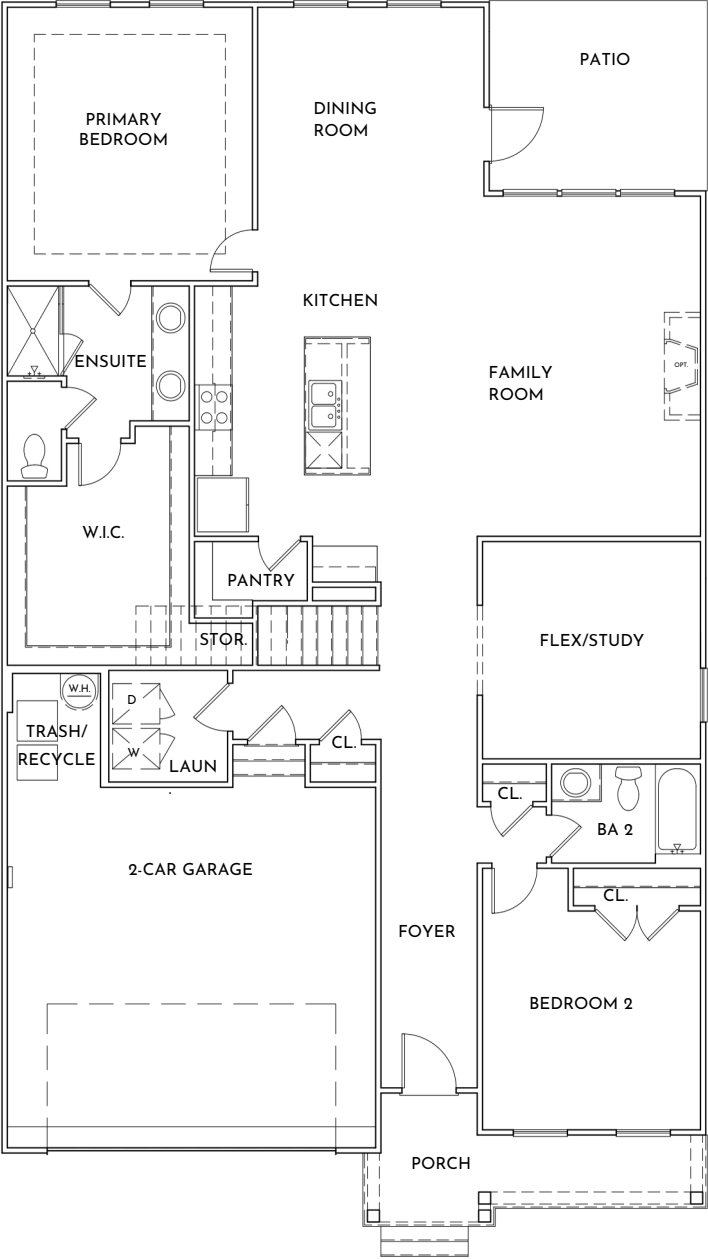 PATIO
PRIMARY
BEDROOM
DINING
ROOM
KITCHEN
ENSUITE
FAMILY
ROOM
OPT.
W.I.C.
PANTRY
STOR.
FLEX/STUDY
W.H.
D
TRASH/
RECYCLE
W
LAUN
CL.
CL.
BA 2
2-CAR GARAGE
CL.
FOYER
BEDROOM 2
PORCH